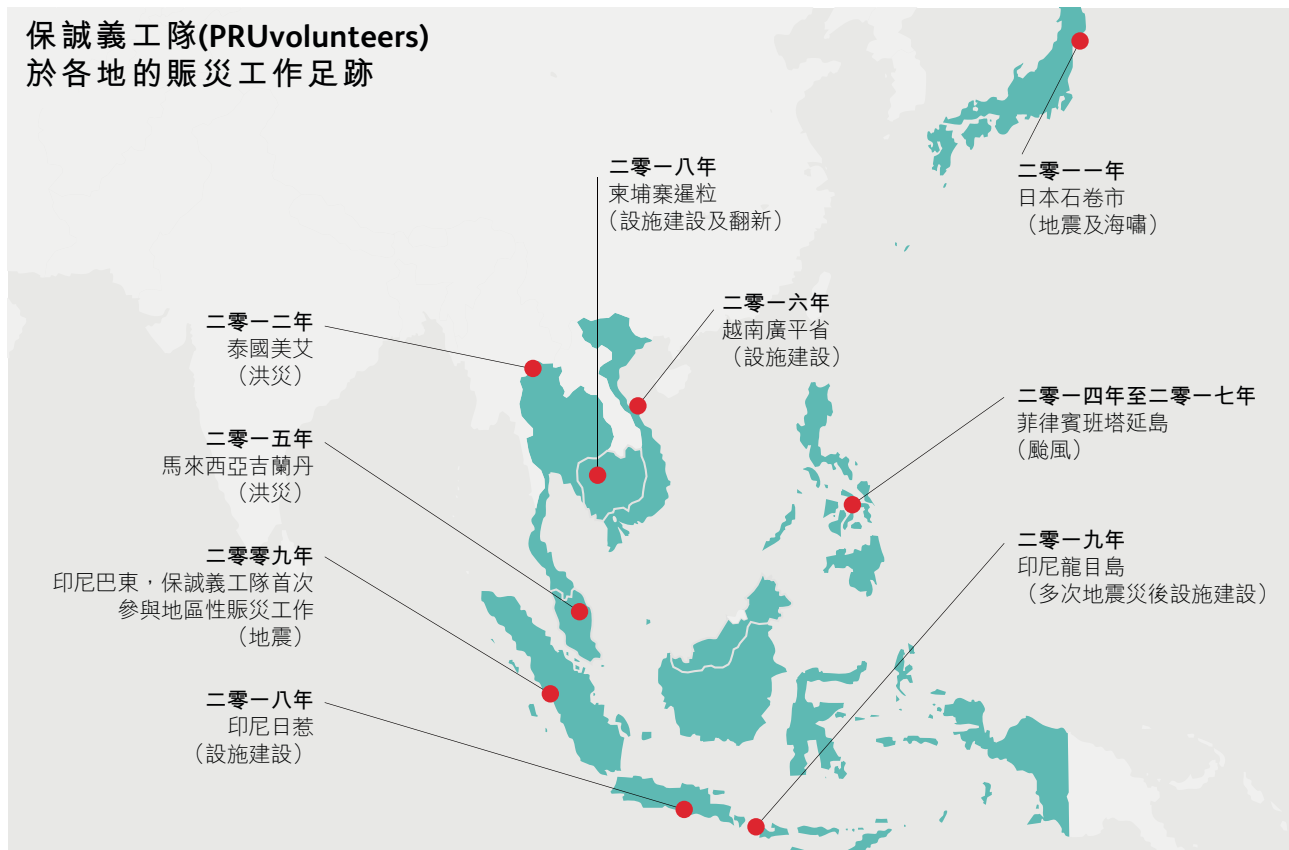 保誠義工隊(PRUvolunteers)
於各地的賑災工作足跡
二零一八年
柬埔寨暹粒
（設施建設及翻新）
二零一一年
日本石卷市
（地震及海嘯）
二零一二年
泰國美艾
（洪災）
二零一六年
越南廣平省
（設施建設）
二零一四年至二零一七年
菲律賓班塔延島
（颱風）
二零一五年
馬來西亞吉蘭丹
（洪災）
二零零九年
印尼巴東，保誠義工隊首次
參與地區性賑災工作
（地震）
二零一九年
印尼龍目島
（多次地震災後設施建設）
二零一八年
印尼日惹
（設施建設）